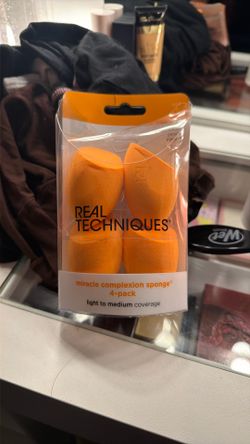 REAL
TECHNIQUES®
miracle complexion sponge®
4-pack
light to medium coverage
Wet